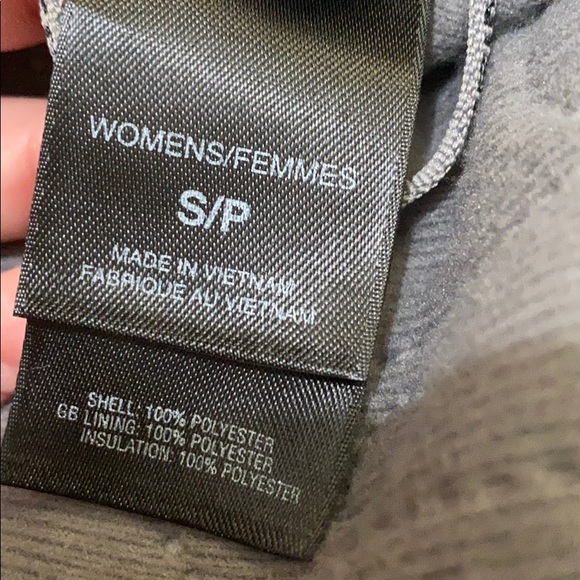 WOMENS/FEMMES
S/P
MADE IN VIETNAM
FABRIQUE AU VIETNAM
SHELL: 100% POLYESTER
GB LINING: 100% POLYESTER
INSULATION: 100% POLYESTER